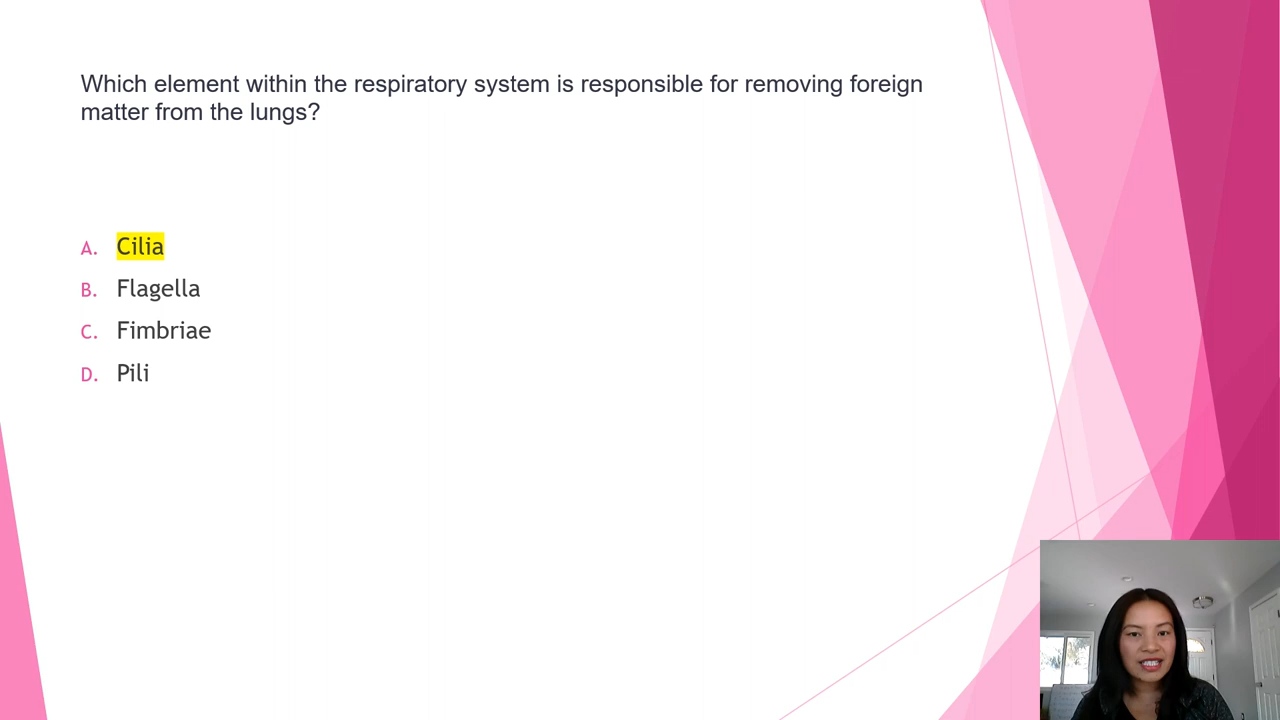 Which element within the respiratory system is responsible for removing foreign
matter from the lungs?
A. Cilia
B. Flagella
C. Fimbriae
D. Pili